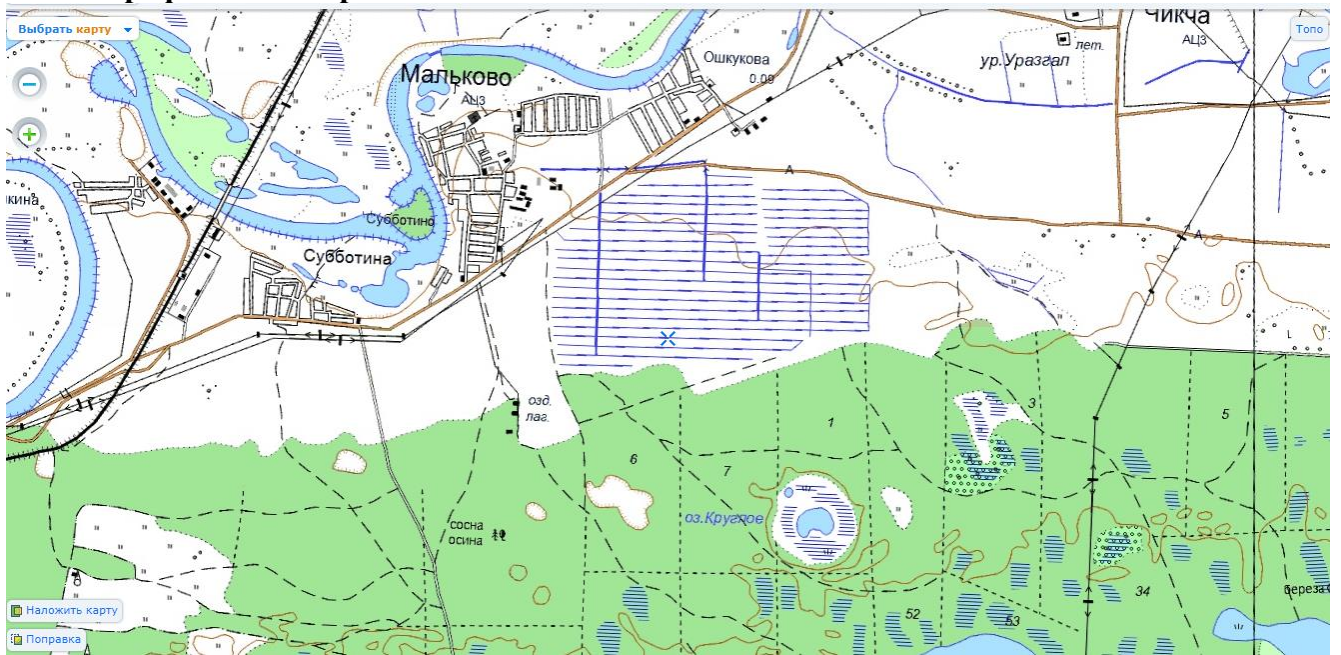 Выбрать карту
Топо
Чикча
АЦЗ
лет.
ур.Уразгал
Ошкукова
0.09
Мальково
АЦЗ
кина
Субботино
Субботина
А
А
озд.
лаг.
1
3
5
6
7
оз.Круглое
сосна
осина
34
береза
52
53
Наложить карту
Поправка